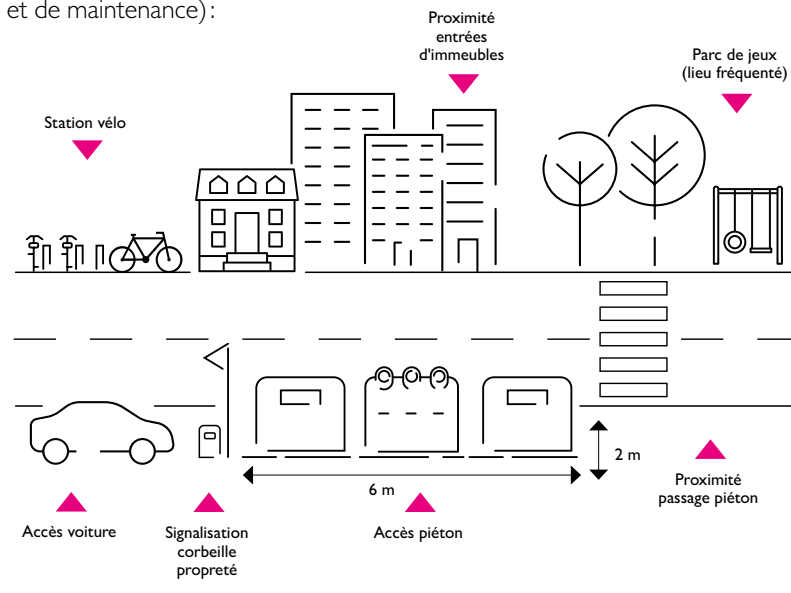 et de maintenance) :
Proximité
entrées
d'immeubles
Parc de jeux
(lieu fréquenté)
Station vélo
2 m
6 m
Proximité
passage piéton
Accès voiture
Signalisation
corbeille
propreté
Accès piéton